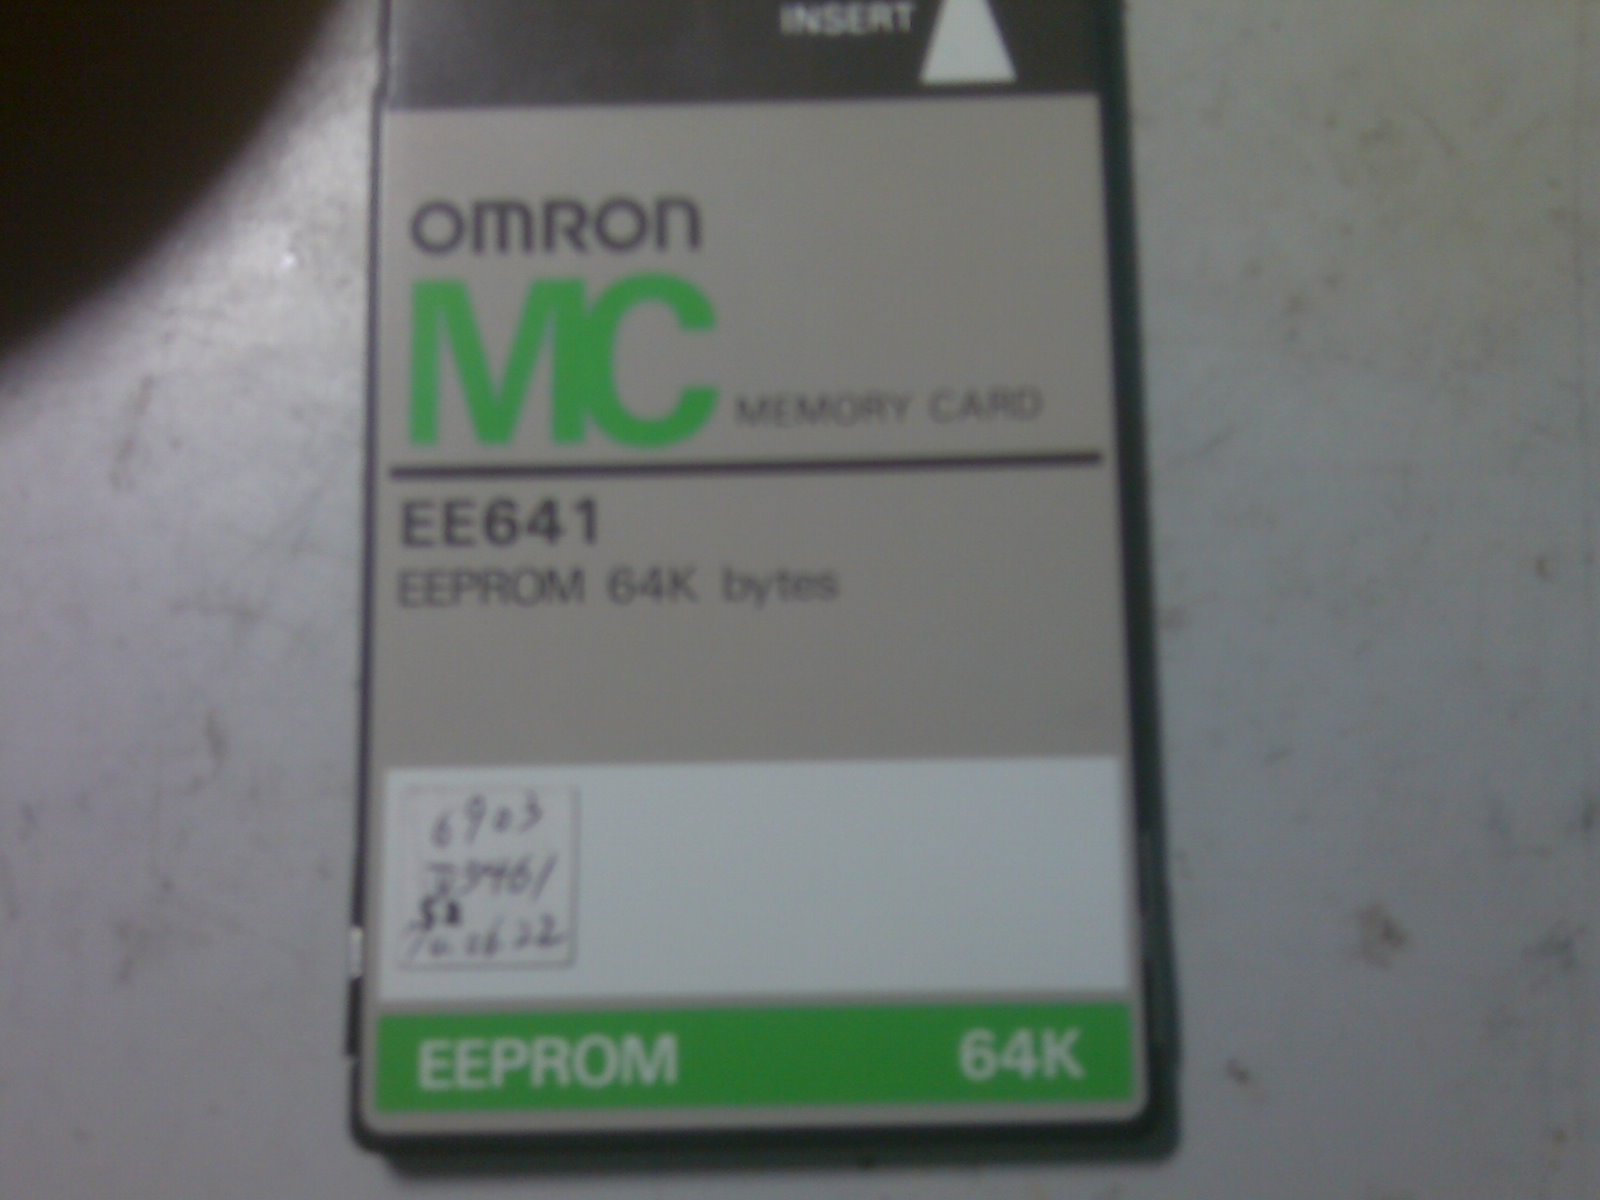 INSERT
OMRON
MC MEMORY CARD
EE641
EEPROM 64K bytes
6903
EEPROM 64K